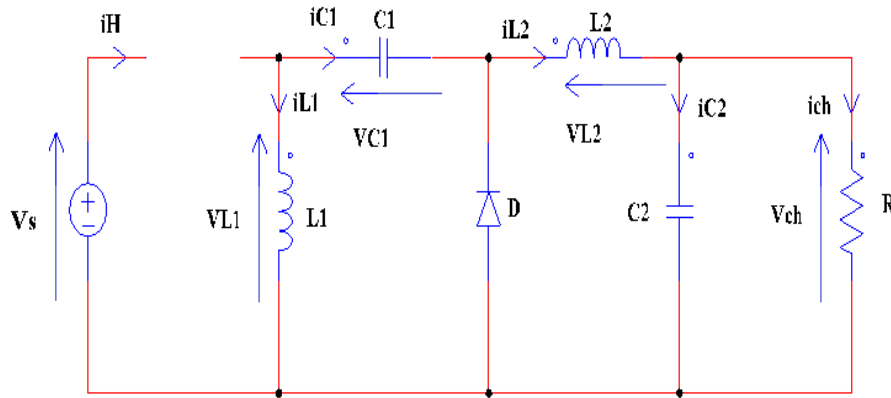 iH
iC1
C1
iL2
L2
iL1
VC1
VL2
iC2
ich
Vs
+
−
VL1
L1
D
C2
Vch
R